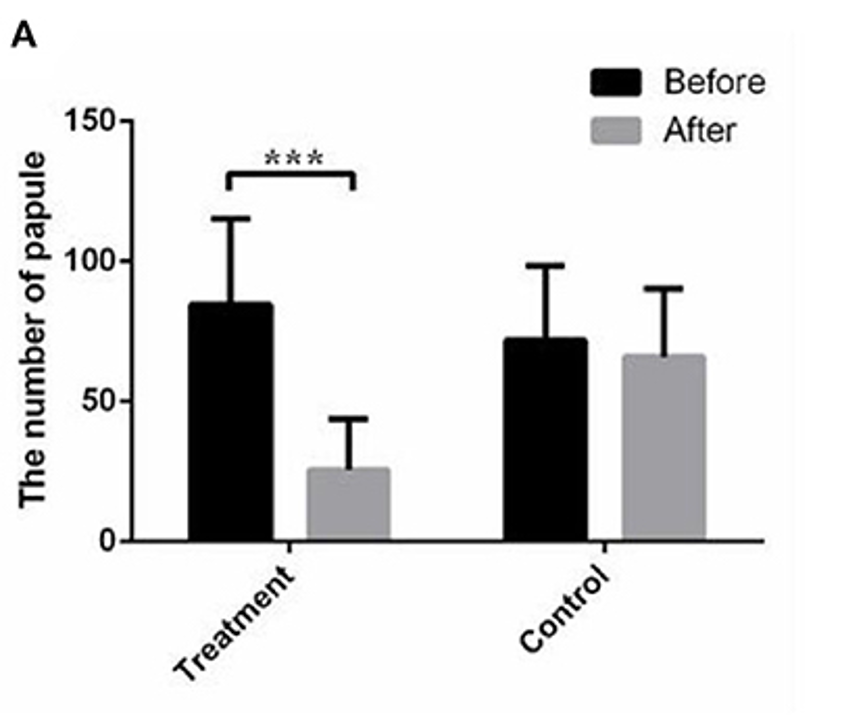 A
Before
After
The number of papule
150
100
50
0
***
Treatment
Control